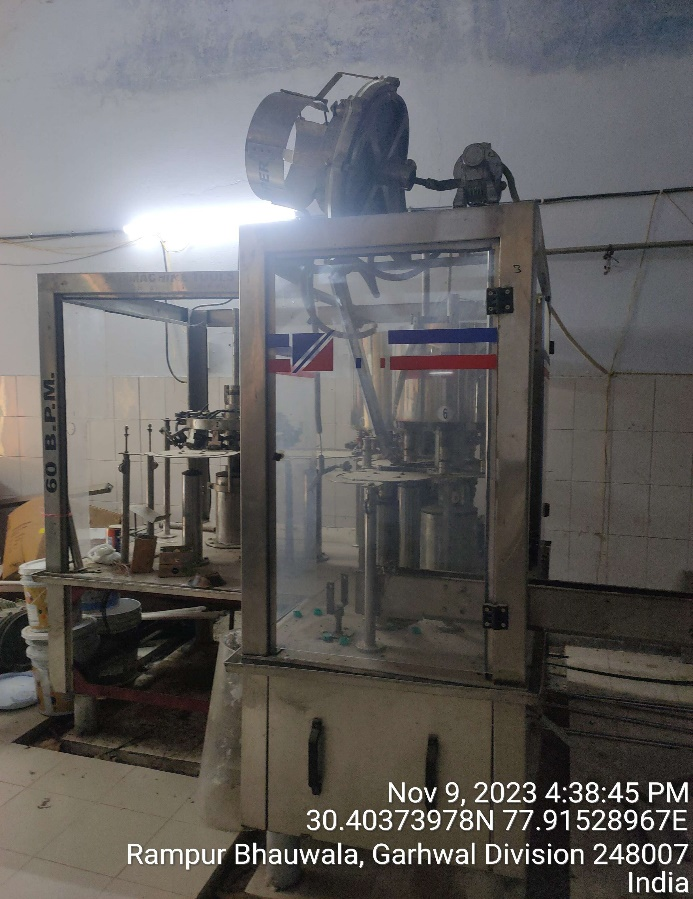 60 B.P.M.
3
6
Nov 9, 2023 4:38:45 PM
30.40373978N 77.91528967E
Rampur Bhauwala, Garhwal Division 248007
India